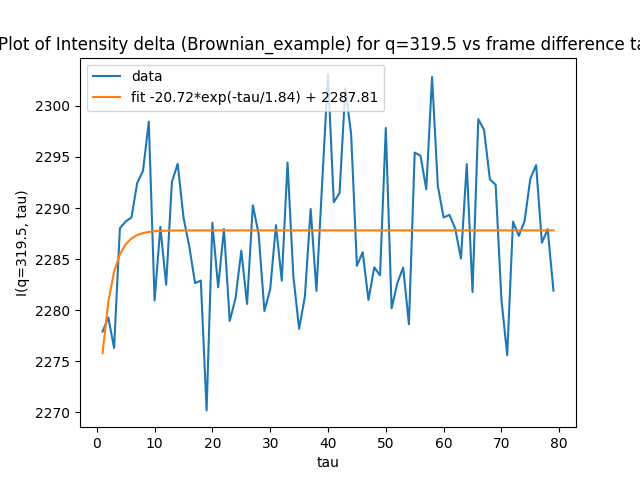 Plot of Intensity delta (Brownian_example) for q=319.5 vs frame difference ta
data
fit -20.72*exp(-tau/1.84) + 2287.81
I(q=319.5, tau)
2300
2295
2290
2285
2280
2275
2270
0 10 20 30 40 50 60 70 80
tau